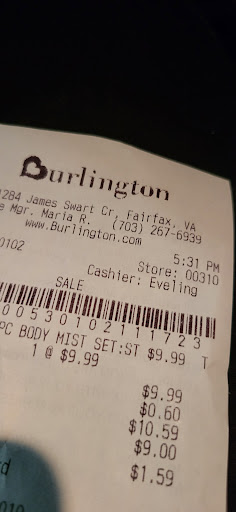 Burlington
1284 James Swart Cr, Fairfax, VA
Mgr. Maria R. (703) 267-6939
www.Burlington.com
5:31 PM
0102 Store: 00310
Cashier: Eveling
SALE
00530102111723
PC BODY MIST SET:ST $9.99 T
1 @ $9.99
$9.99
$0.60
$10.59
$9.00
$1.59